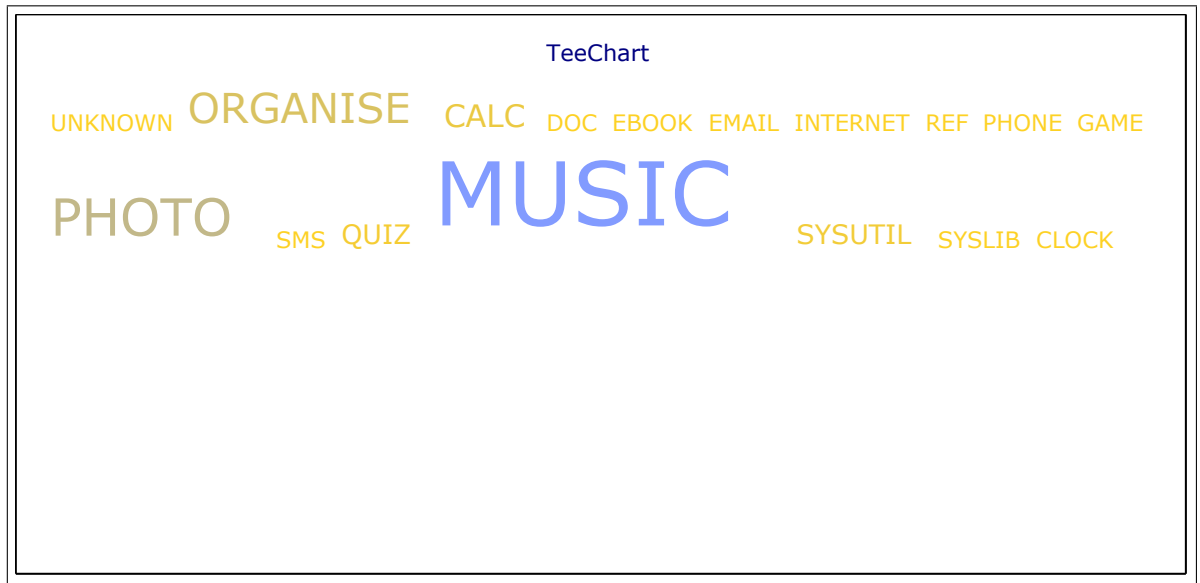 TeeChart
UNKNOWN ORGANISE CALC DOC EBOOK EMAIL INTERNET REF PHONE GAME
PHOTO SMS QUIZ MUSIC SYSUTIL SYSLIB CLOCK